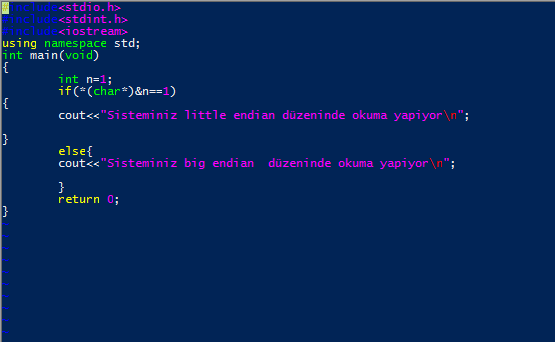 #include<stdio.h>
#include<stdint.h>
#include<iostream>
using namespace std;
int main(void)
{
        int n=1;
        if(*(char*)&n==1)
{
        cout<<"Sisteminiz little endian düzeninde okuma yapiyor\n";

}
        else{
        cout<<"Sisteminiz big endian  düzeninde okuma yapiyor\n";

        }
        return 0;
}